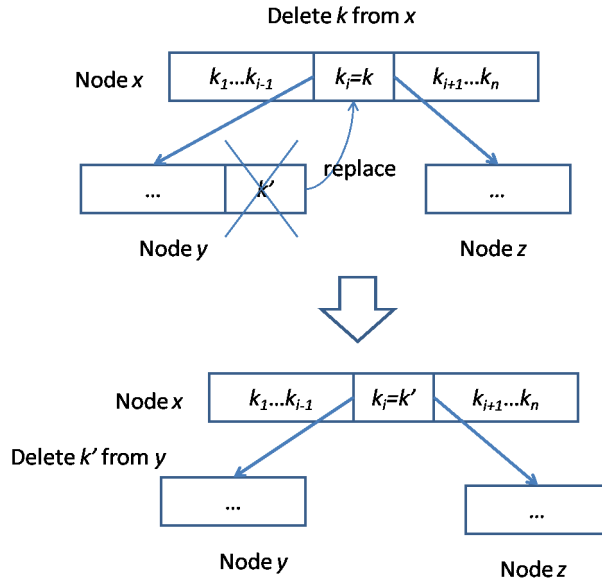 Delete k from x
Node x
k1...ki-1
ki=k
ki+1...kn
replace
...
k'
...
Node y
Node z
Node x
k1...ki-1
ki=k'
ki+1...kn
Delete k' from y
...
...
Node y
Node z